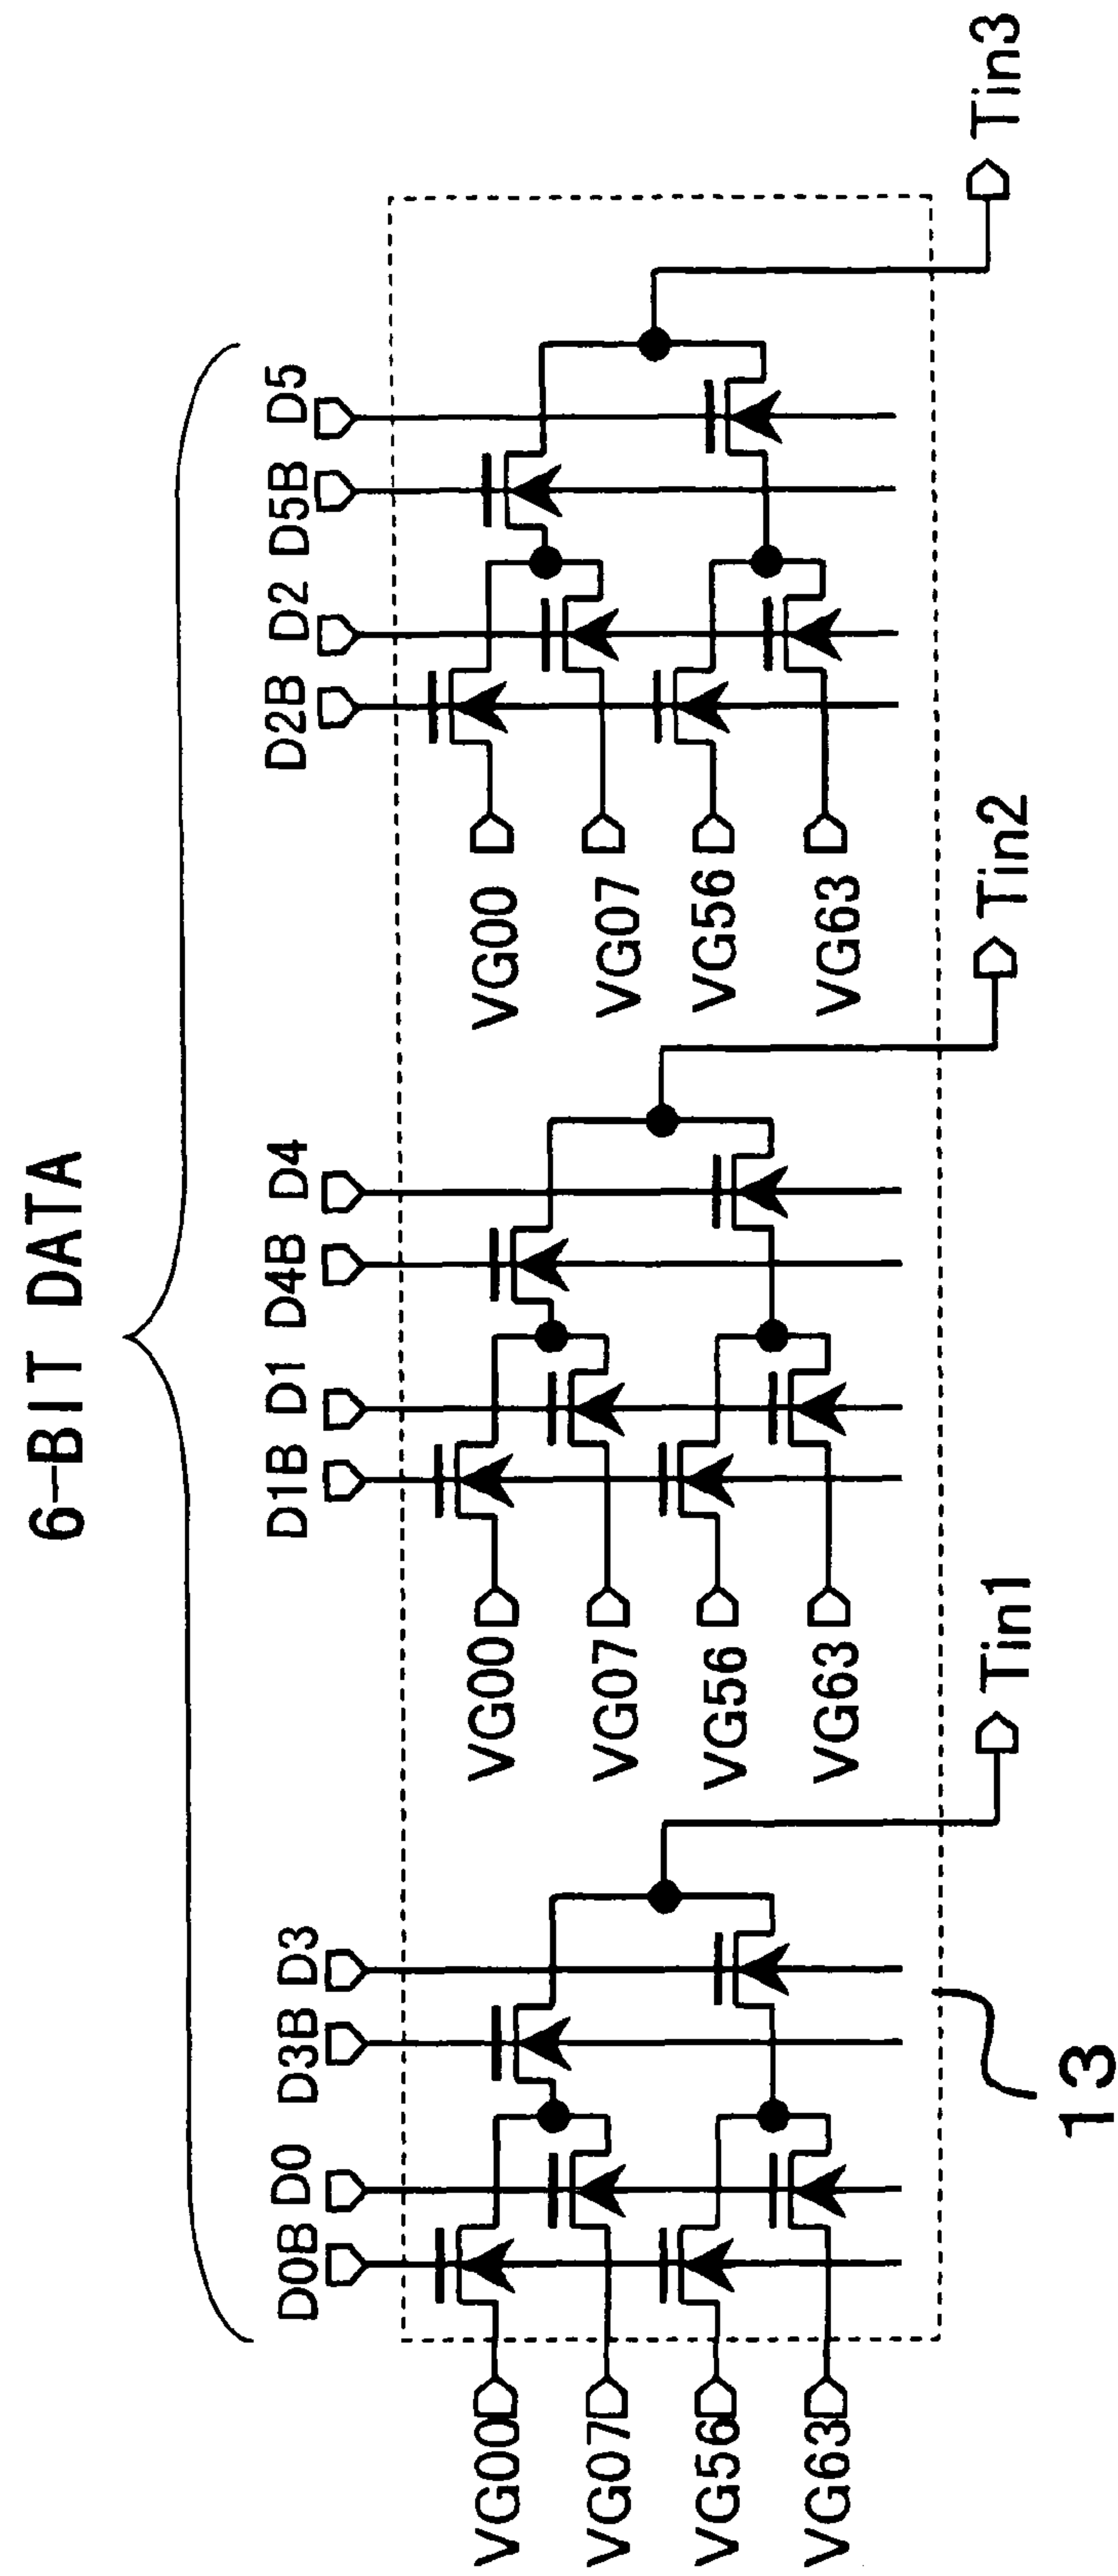 6-BIT DATA
D0B D0 D3B D3 D1B D1 D4B D4 D2B D2 D5B D5
VG00 VG00 VG00
VG07 VG07 VG07
VG56 VG56 VG56
VG63 VG63 VG63
Tin1 Tin2 Tin3
13